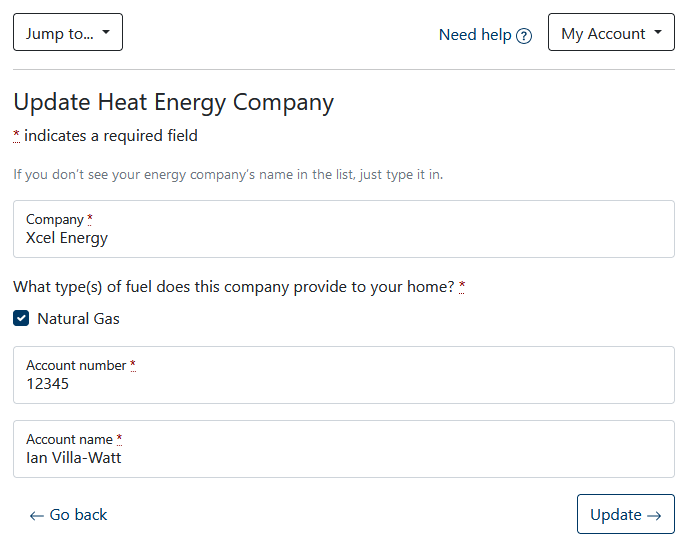 Jump to...
Need help
My Account
Update Heat Energy Company
* indicates a required field
If you don't see your energy company's name in the list, just type it in.
Company *
Xcel Energy
What type(s) of fuel does this company provide to your home? *
Natural Gas
Account number *
12345
Account name *
Ian Villa-Watt
← Go back
Update →